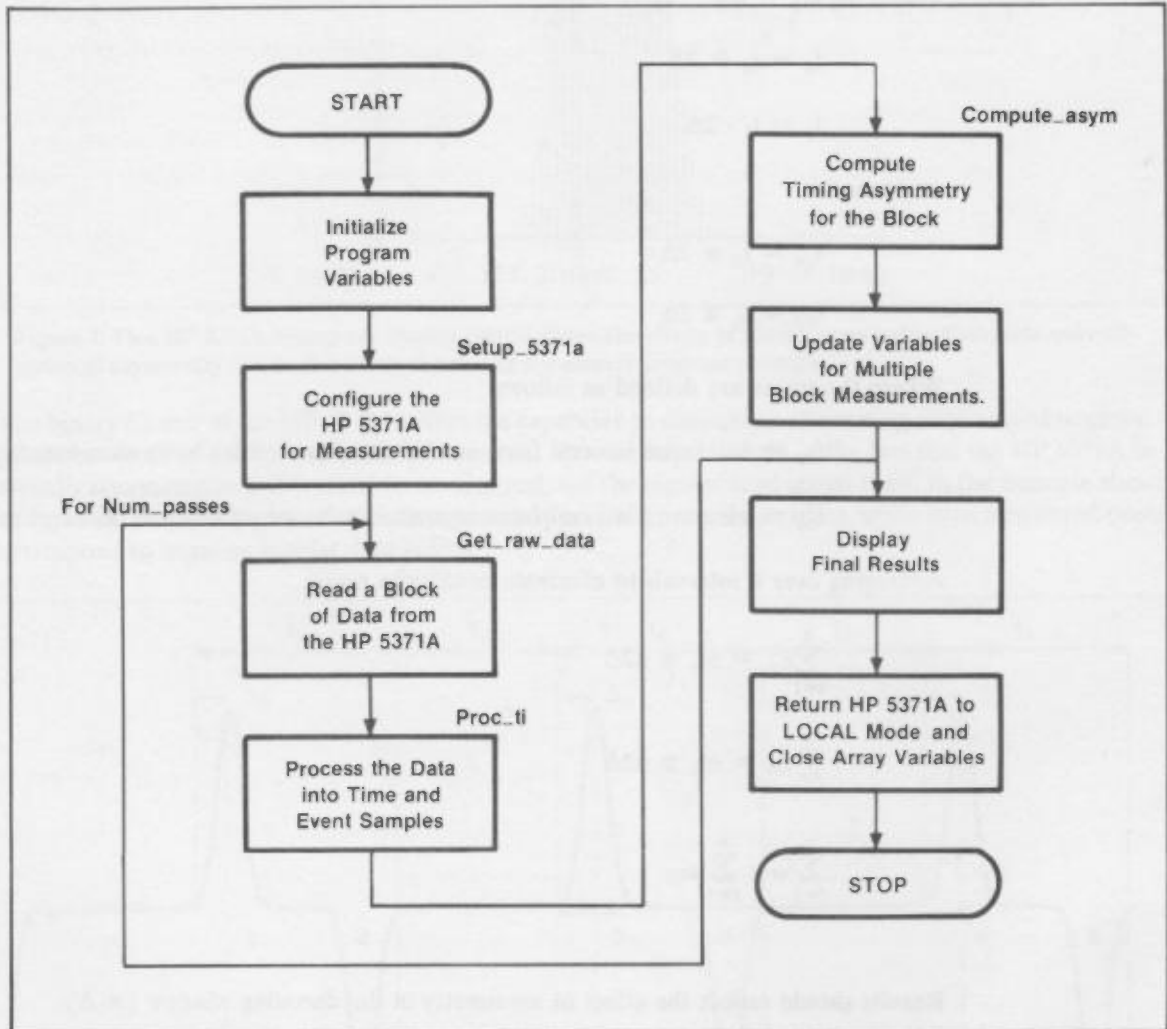 START
Initialize
Program
Variables
Setup_5371a
Configure the
HP 5371A
for Measurements
For Num_passes
Get_raw_data
Read a Block
of Data from
the HP 5371A
Proc_ti
Process the Data
into Time and
Event Samples
Compute_asym
Compute
Timing Asymmetry
for the Block
Update Variables
for Multiple
Block Measurements.
Display
Final Results
Return HP 5371A to
LOCAL Mode and
Close Array Variables
STOP